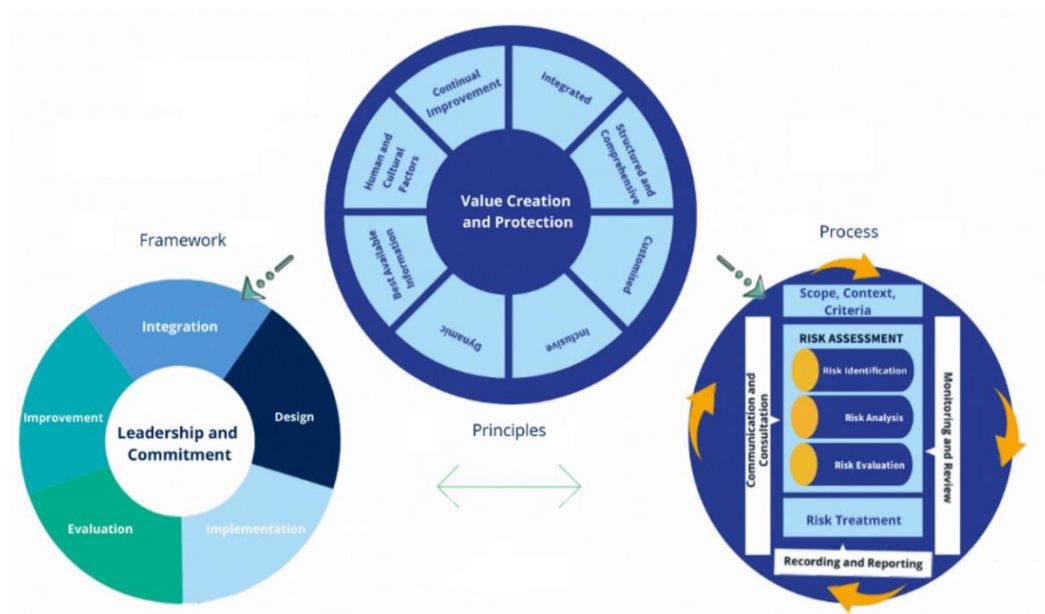 Continual
Improvement
Integrated
Structured and
Comprehensive
Customised
Inclusive
Dynamic
Best Available
Information
Human and
Cultural
Factors
Value Creation
and Protection
Framework
Integration
Design
Implementation
Evaluation
Improvement
Leadership and
Commitment
Principles
Process
Scope, Context,
Criteria
RISK ASSESSMENT
Risk Identification
Risk Analysis
Risk Evaluation
Risk Treatment
Communication and
Consultation
Monitoring and Review
Recording and Reporting